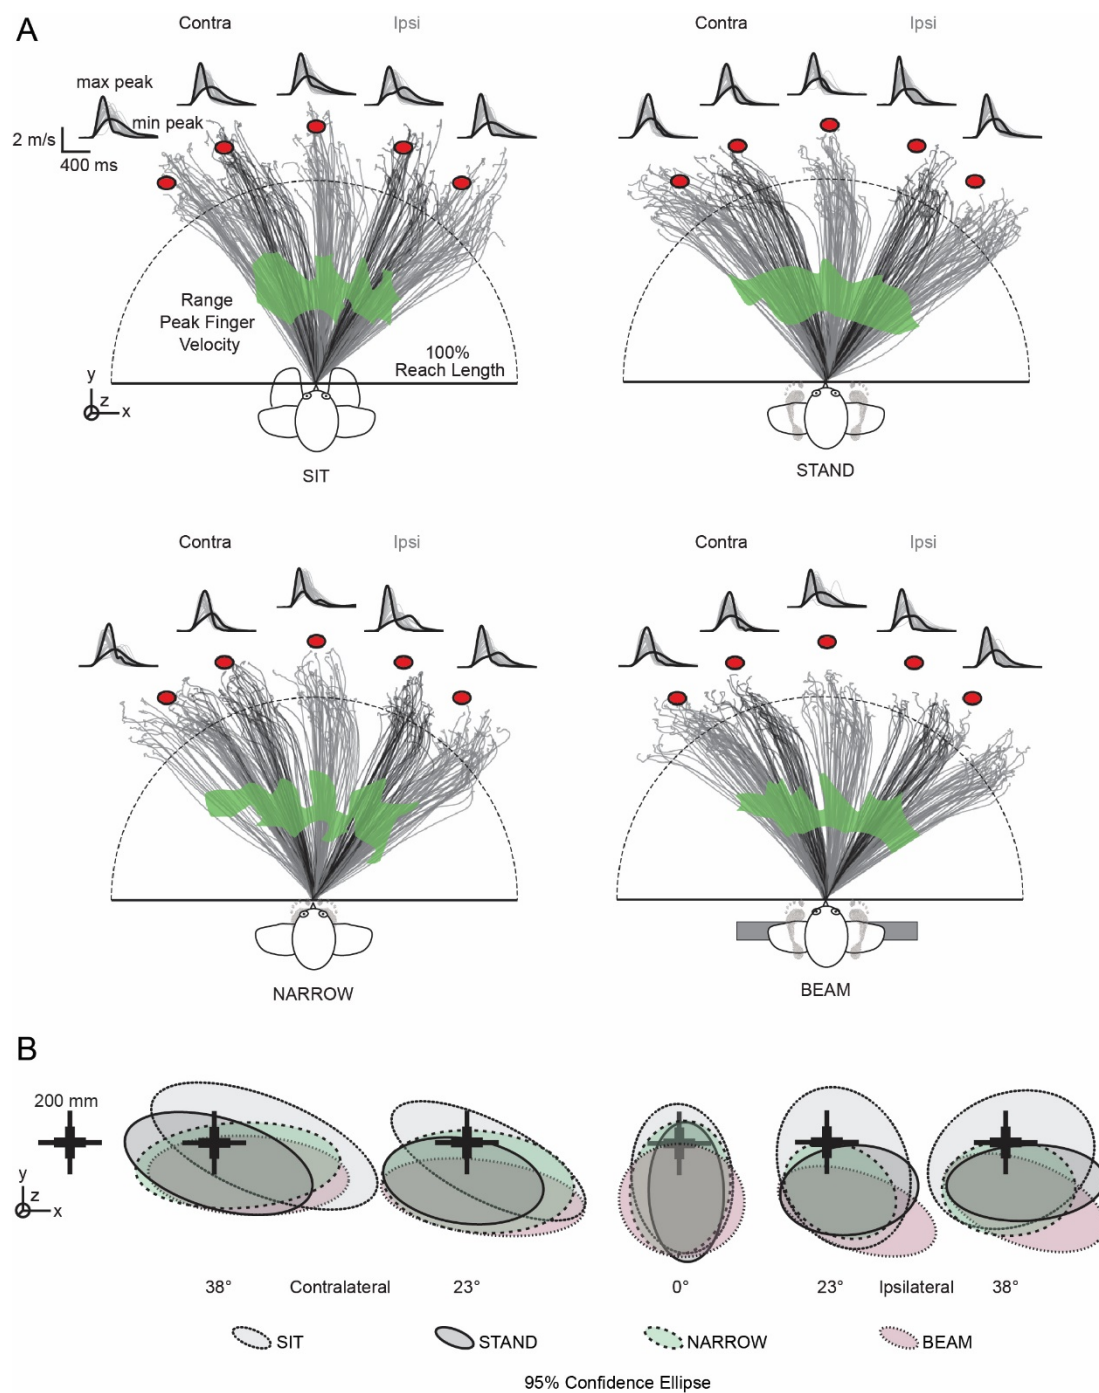 A
Contra
Ipsi
Contra
Ipsi
max peak
min peak
2 m/s
400 ms
Range
Peak Finger
Velocity
100%
Reach Length
y
z
x
SIT
STAND
Contra
Ipsi
Contra
Ipsi
NARROW
BEAM
B
200 mm
y
z
x
38° Contralateral 23° 0° 23° Ipsilateral 38°
SIT STAND NARROW BEAM
95% Confidence Ellipse